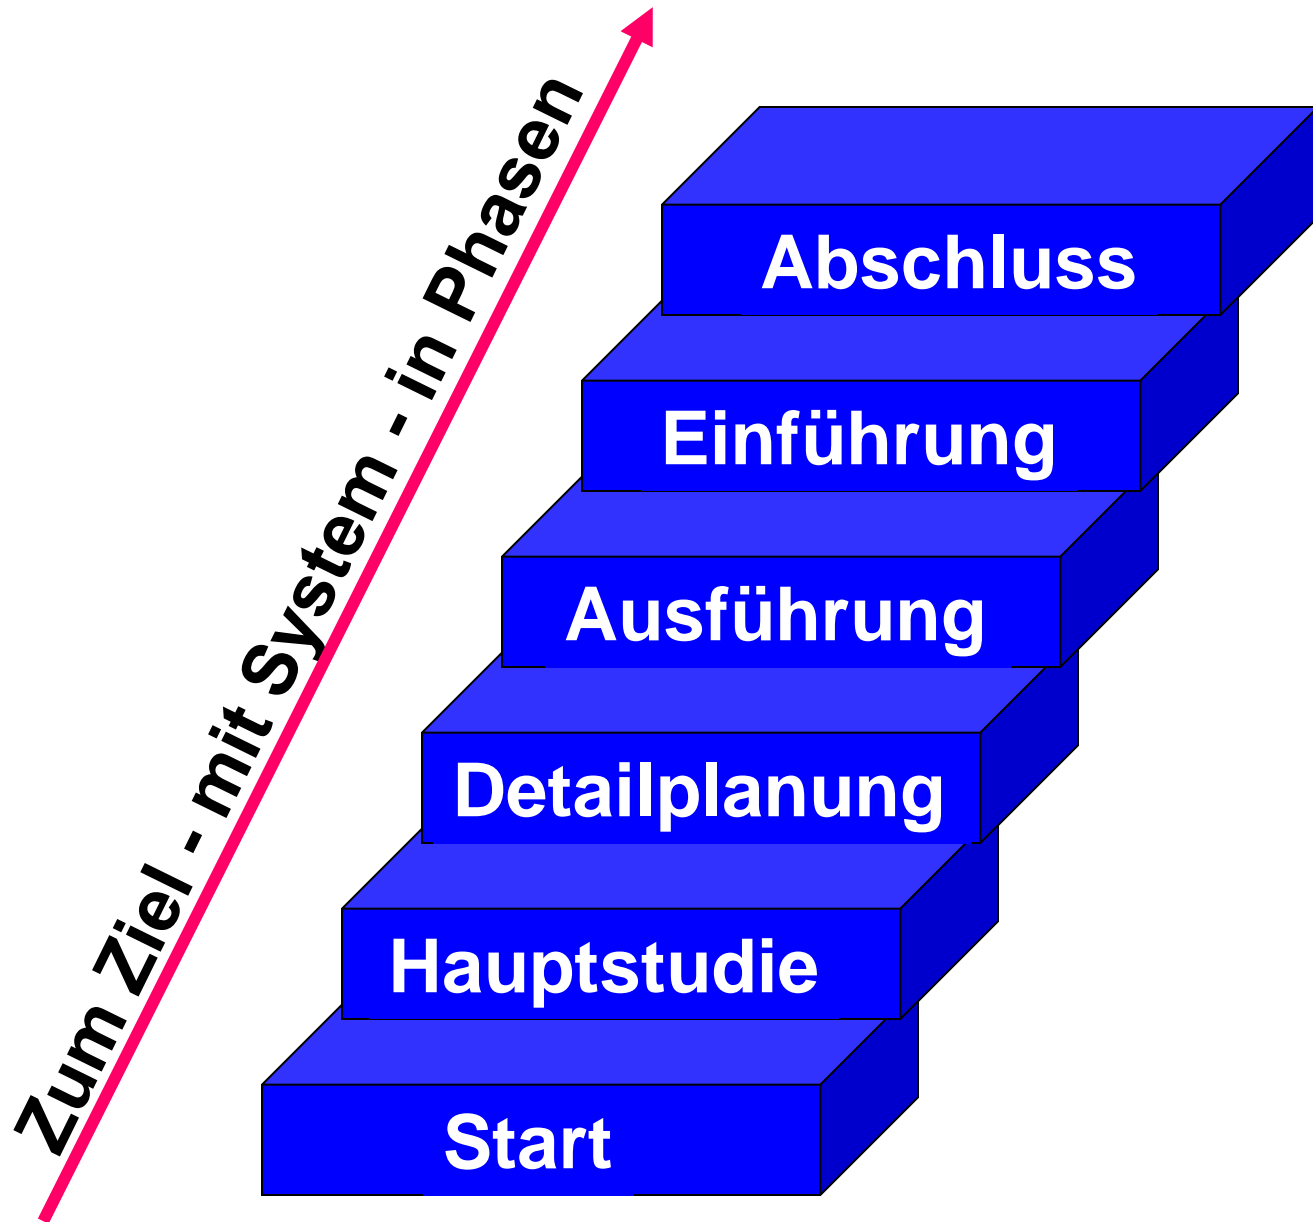 Zum Ziel - mit System - in Phasen
Abschluss
Einführung
Ausführung
Detailplanung
Hauptstudie
Start